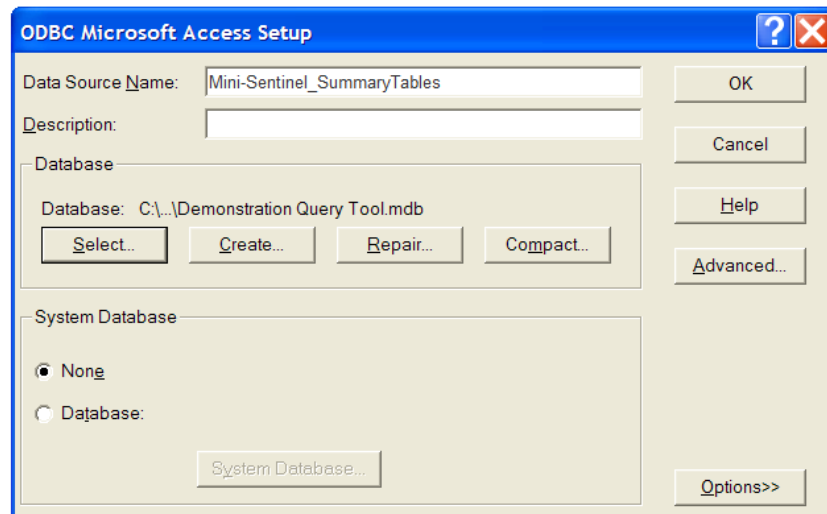 ODBC Microsoft Access Setup
Data Source Name: Mini-Sentinel_SummaryTables
OK
Description:
Cancel
Database
Database: C:\...\Demonstration Query Tool.mdb
Help
Select... Create... Repair... Compact...
Advanced...
System Database
None
Database:
System Database...
Options>>